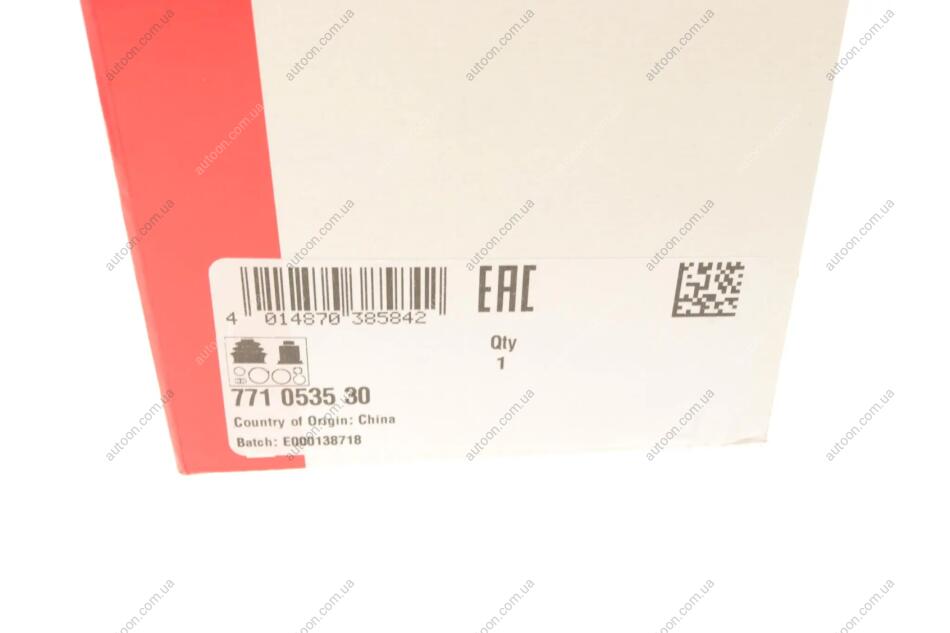 4 014870 385842
EAC
Qty
1
771 0535 30
Country of Origin: China
Batch: E000138718
autoon.com.ua